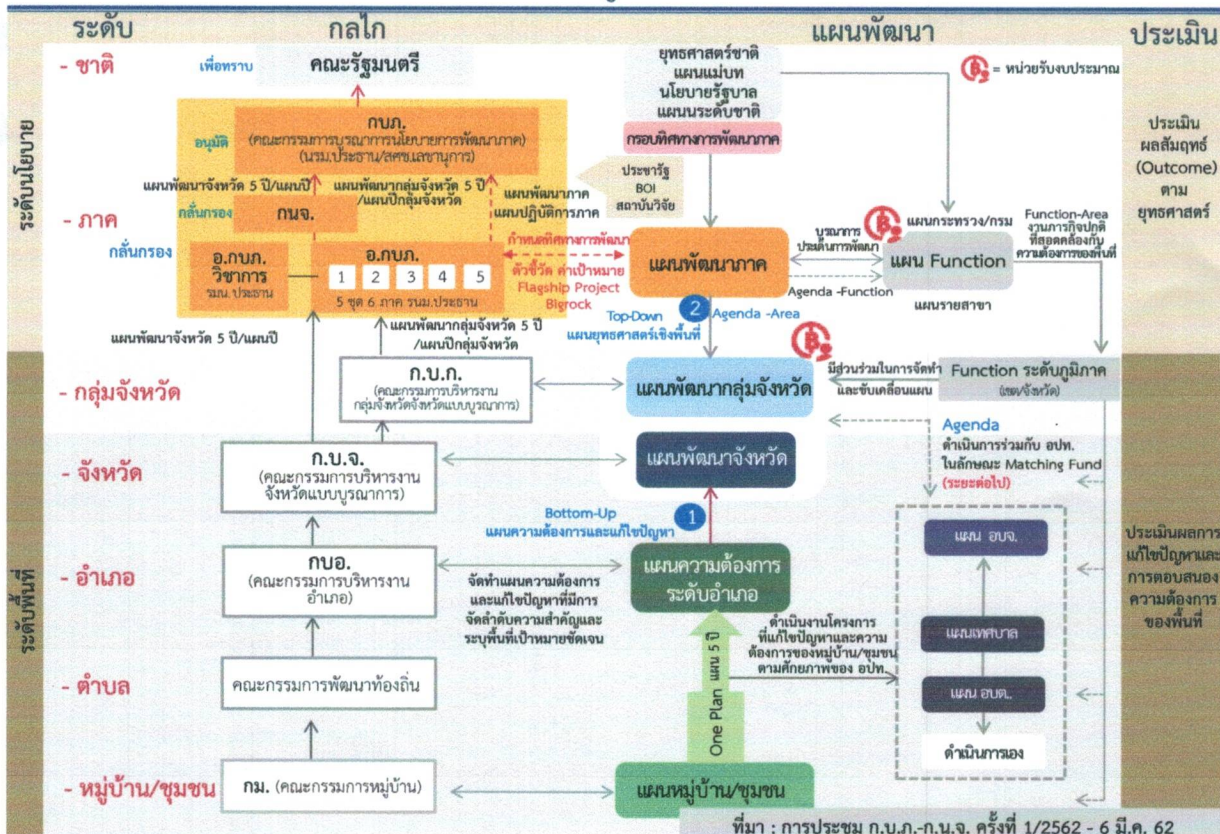 ระดับ
กลไก
แผนพัฒนา
ประเมิน
ระดับนโยบาย
- ชาติ
เพื่อทราบ
คณะรัฐมนตรี
ยุทธศาสตร์ชาติ
แผนแม่บท
นโยบายรัฐบาล
แผนระดับชาติ
กรอบทิศทางการพัฒนาภาค
= หน่วยรับงบประมาณ
ประเมิน
ผลสัมฤทธิ์
(Outcome)
ตาม
ยุทธศาสตร์
อนุมัติ
กบภ.
(คณะกรรมการบูรณาการนโยบายการพัฒนาภาค)
(นรม.ประธาน/สศช.เลขานุการ)
แผนพัฒนาจังหวัด 5 ปี/แผนปี
แผนพัฒนากลุ่มจังหวัด 5 ปี
/แผนปีกลุ่มจังหวัด
แผนพัฒนาภาค
แผนปฏิบัติการภาค
ประชารัฐ
BOI
สถาบันวิจัย
- ภาค
กลั่นกรอง
กนจ.
กลั่นกรอง
อ.กบภ.
วิชาการ
รมน.ประธาน
อ.กบภ.
1 2 3 4 5
5 ชุด 6 ภาค รนม.ประธาน
กำหนดทิศทางการพัฒนา
ตัวชี้วัด ค่าเป้าหมาย
Flagship Project
Bigrock
แผนพัฒนาภาค
บูรณาการ
ประเด็นการพัฒนา
Agenda -Function
แผนกระทรวง/กรม
แผน Function
แผนรายสาขา
Function-Area
งานภารกิจปกติ
ที่สอดคล้องกับ
ความต้องการของพื้นที่
Top-Down
แผนยุทธศาสตร์เชิงพื้นที่
2
Agenda -Area
แผนพัฒนาจังหวัด 5 ปี/แผนปี
แผนพัฒนากลุ่มจังหวัด 5 ปี
/แผนปีกลุ่มจังหวัด
ระดับพื้นที่
- กลุ่มจังหวัด
ก.บ.ก.
(คณะกรรมการบริหารงาน
กลุ่มจังหวัดจังหวัดแบบบูรณาการ)
แผนพัฒนากลุ่มจังหวัด
มีส่วนร่วมในการจัดทำ
และขับเคลื่อนแผน
Function ระดับภูมิภาค
(เขต/จังหวัด)
- จังหวัด
ก.บ.จ.
(คณะกรรมการบริหารงาน
จังหวัดแบบบูรณาการ)
แผนพัฒนาจังหวัด
Agenda
ดำเนินการร่วมกับ อปท.
ในลักษณะ Matching Fund
(ระยะต่อไป)
Bottom-Up
แผนความต้องการและแก้ไขปัญหา
1
- อำเภอ
กบอ.
(คณะกรรมการบริหารงาน
อำเภอ)
จัดทำแผนความต้องการ
และแก้ไขปัญหาที่มีการ
จัดลำดับความสำคัญและ
ระบุพื้นที่เป้าหมายชัดเจน
แผนความต้องการ
ระดับอำเภอ
แผน อบจ.
ประเมินผลการ
แก้ไขปัญหาและ
การตอบสนอง
ความต้องการ
ของพื้นที่
One Plan แผน 5 ปี
ดำเนินงานโครงการ
ที่แก้ไขปัญหาและความ
ต้องการของหมู่บ้าน/ชุมชน
ตามศักยภาพของ อปท.
แผนเทศบาล
- ตำบล
คณะกรรมการพัฒนาท้องถิ่น
แผน อบต.
ดำเนินการเอง
- หมู่บ้าน/ชุมชน
กม. (คณะกรรมการหมู่บ้าน)
แผนหมู่บ้าน/ชุมชน
ที่มา : การประชุม ก.บ.ภ.-ก.น.จ. ครั้งที่ 1/2562 - 6 มี.ค. 62